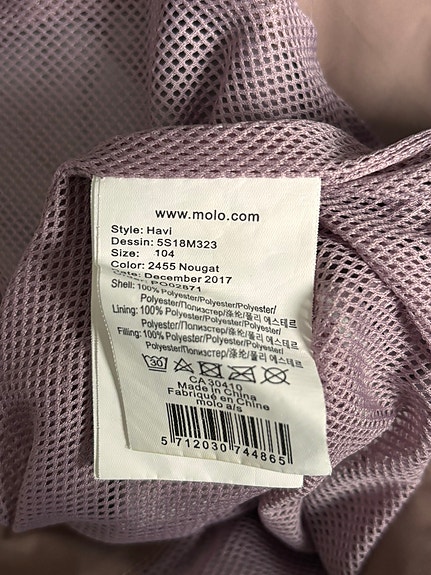 www.molo.com
Style: Havi
Dessin: 5S18M323
Size: 104
Color: 2455 Nougat
Date: December 2017
PO02871
Shell: 100% Polyester/Polyester/Polyester/
Polyester/Полиэстер/涤纶/폴리 에스테르
Lining: 100% Polyester/Polyester/Polyester/
Polyester/Полиэстер/涤纶/폴리 에스테르
Filling: 100% Polyester/Polyester/Polyester/
Polyester/Полиэстер/涤纶/폴리 에스테르
30
CA30410
Made in China
Fabriqué en Chine
molo a/s
5 712030 744865